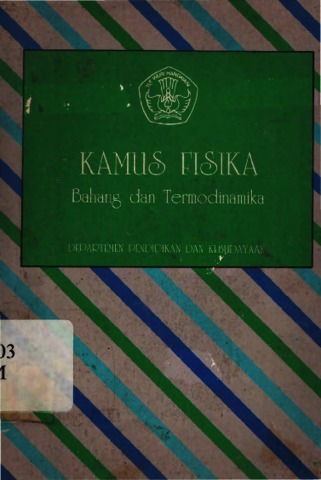 TUT WURI HANDAYANI
KAMUS FISIKA
Bahang dan Termodinamika
DEPARTEMEN PENDIDIKAN DAN KEBUDAYAAN
03
M